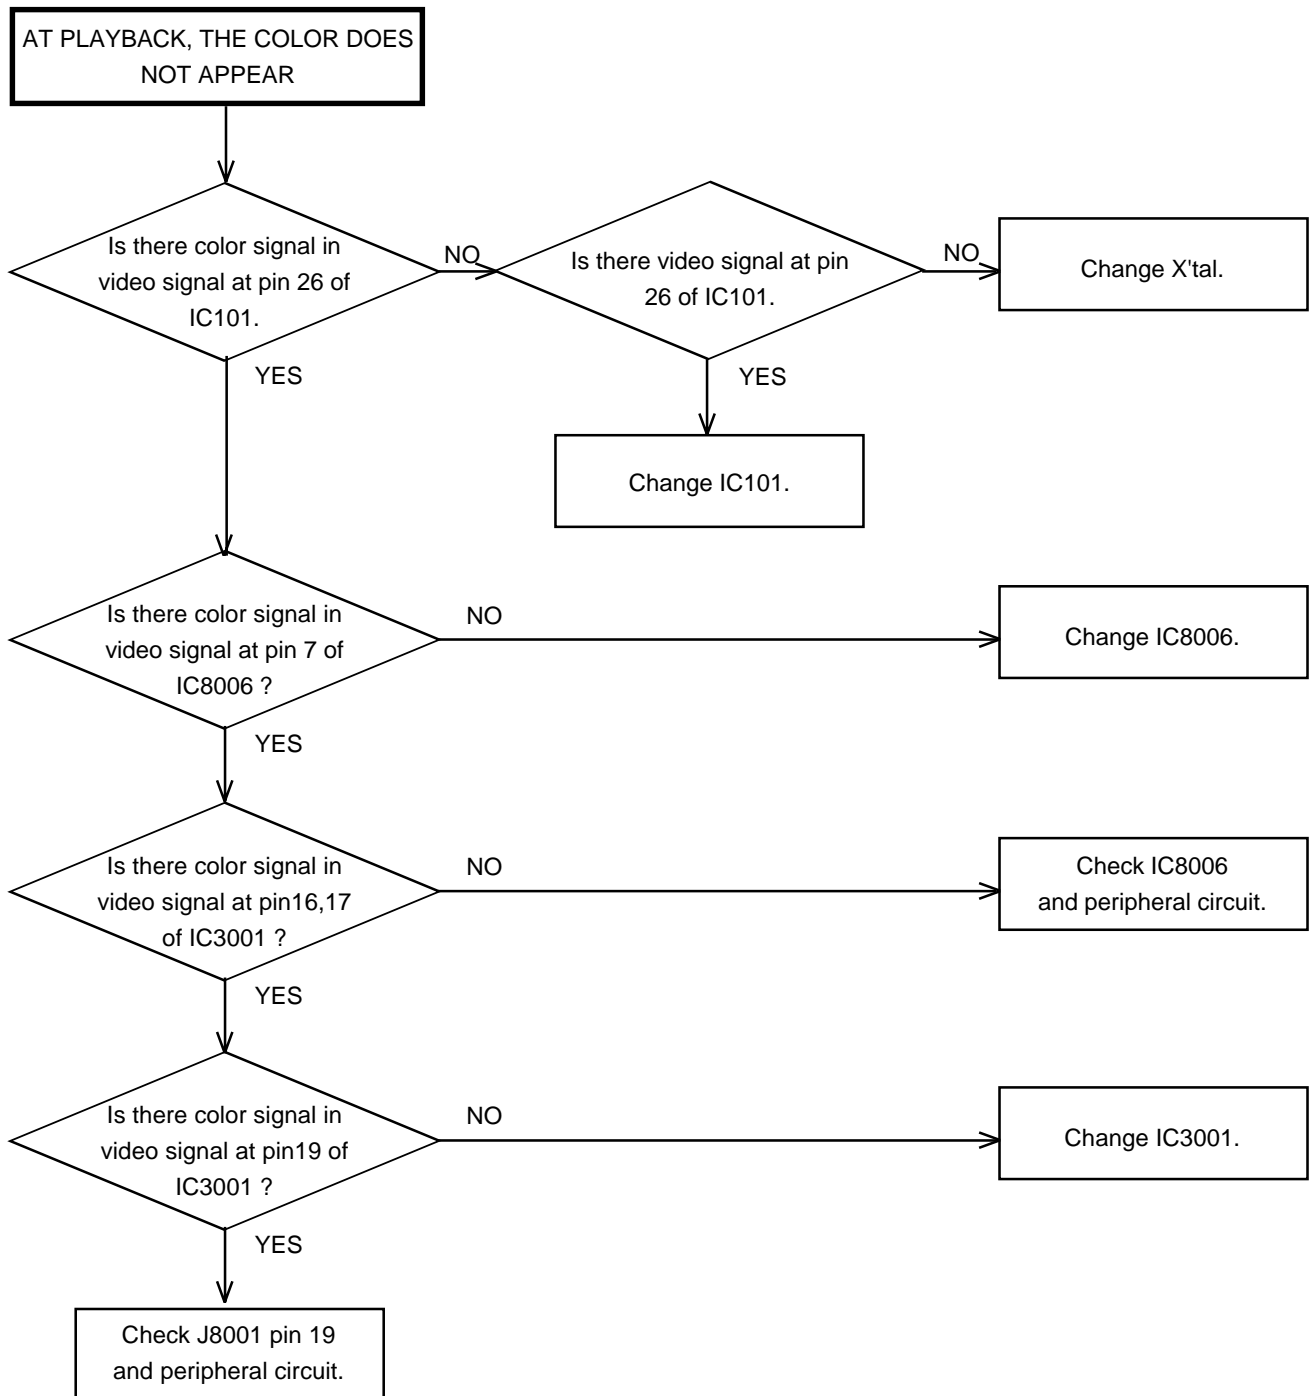 AT PLAYBACK, THE COLOR DOES
NOT APPEAR
Is there color signal in
video signal at pin 26 of
IC101.
NO
Is there video signal at pin
26 of IC101.
NO
Change X'tal.
YES
YES
Change IC101.
Is there color signal in
video signal at pin 7 of
IC8006 ?
NO
Change IC8006.
YES
Is there color signal in
video signal at pin16,17
of IC3001 ?
NO
Check IC8006
and peripheral circuit.
YES
Is there color signal in
video signal at pin19 of
IC3001 ?
NO
Change IC3001.
YES
Check J8001 pin 19
and peripheral circuit.